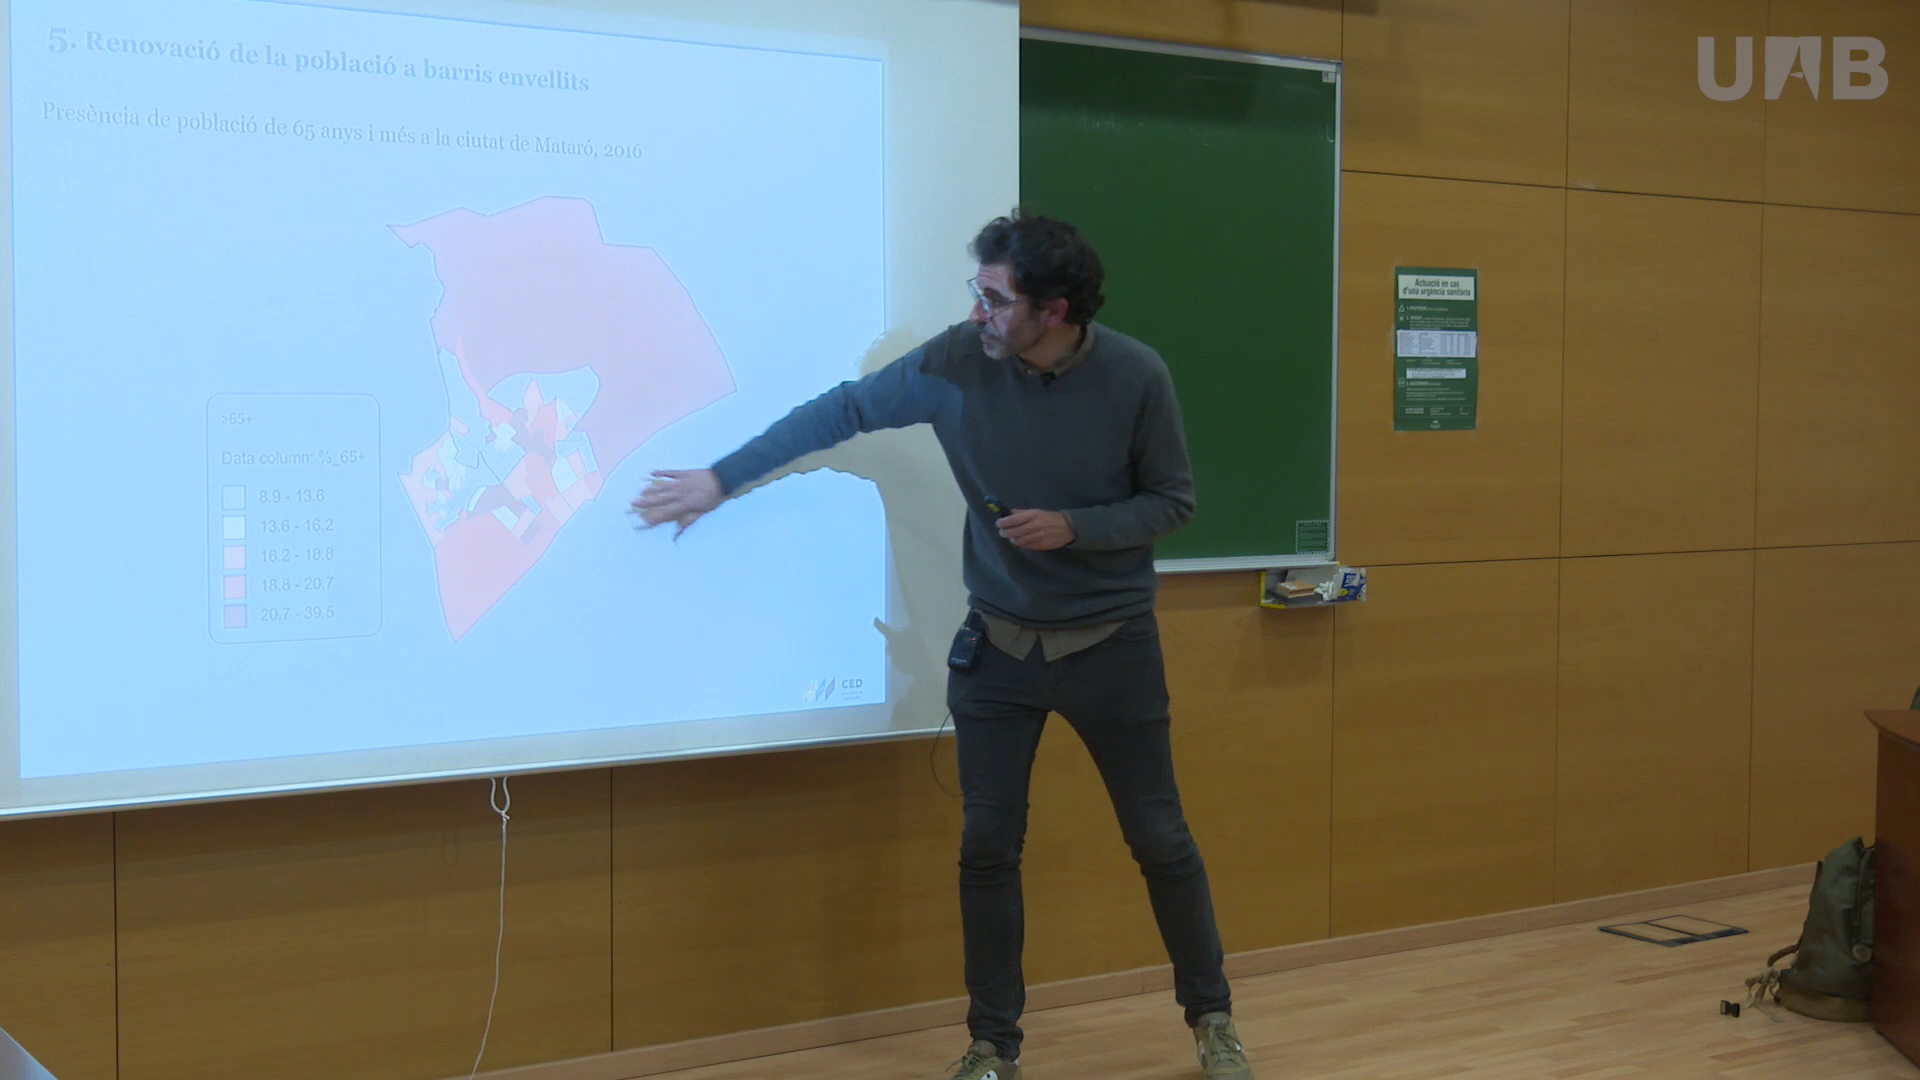 5. Renovació de la població a barris envellits
Presència de població de 65 anys i més a la ciutat de Mataró, 2016
>65+
Data column: %_65+
8.9 - 13.6
13.6 - 16.2
16.2 - 18.8
18.8 - 20.7
20.7 - 39.5
CED
UAB
Actuació en cas
d'una urgència sanitària